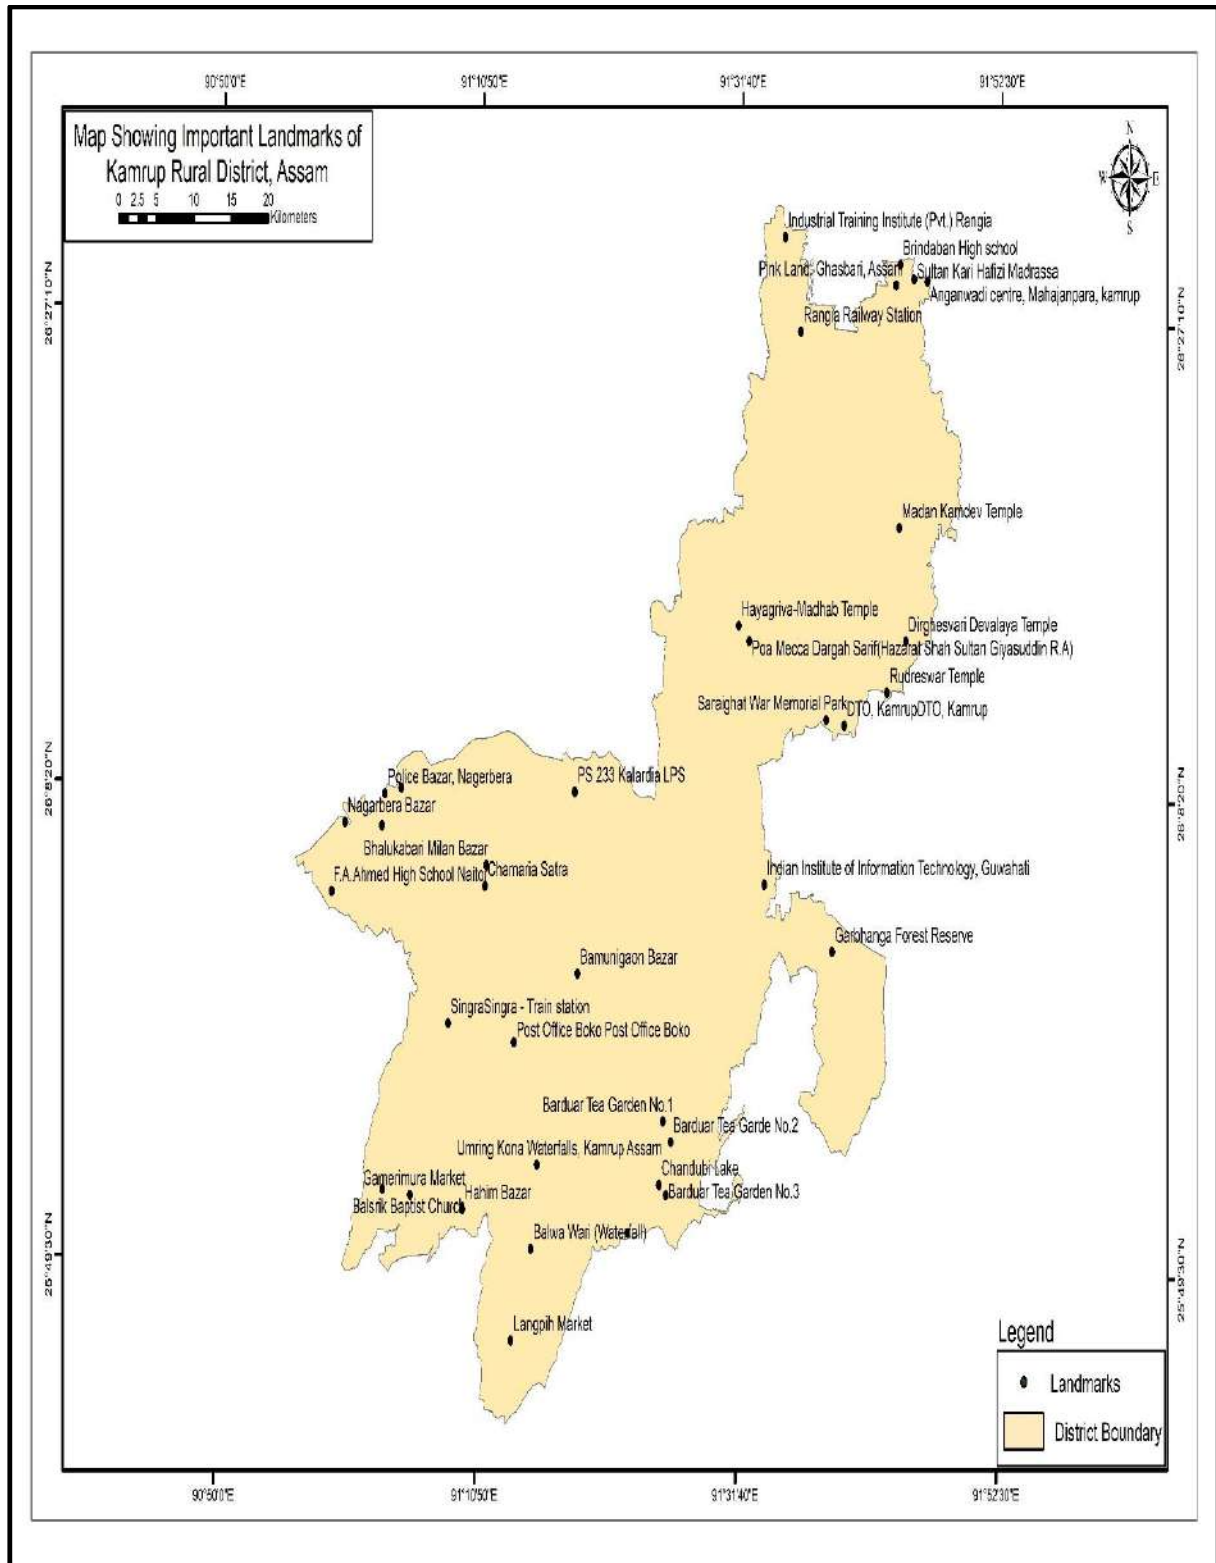 90°50'0"E 91°10'50"E 91°31'40"E 91°52'30"E
Map Showing Important Landmarks of
Kamrup Rural District, Assam
0 2.5 5 10 15 20
Kilometers
N
W E
S
Industrial Training Institute (Pvt.) Rangia
Brindaban High school
Pink Land, Ghasbari, Assam
Sultan Kari Hafizi Madrassa
Anganwadi centre, Mahajanpara, kamrup
26°27'10"N
26°27'10"N
Rangia Railway Station
Madan Kamdev Temple
Hayagriva-Madhab Temple
Dirghesvari Devalaya Temple
Poa Mecca Dargah Sarif(Hazarat Shah Sultan Giyasuddin R.A)
Rudreswar Temple
Saraighat War Memorial Park
DTO, KamrupDTO, Kamrup
26°8'20"N
26°8'20"N
Police Bazar, Nagerbera
PS 233 Kalardia LPS
Nagarbera Bazar
Bhalukabari Milan Bazar
Chamaria Satra
F.A.Ahmed High School Naitor
Indian Institute of Information Technology, Guwahati
Garbhanga Forest Reserve
Bamunigaon Bazar
SingraSingra - Train station
Post Office Boko Post Office Boko
Barduar Tea Garden No.1
Barduar Tea Garde No.2
Umring Kona Waterfalls, Kamrup Assam
Chandubi Lake
Gamerimura Market
Hahim Bazar
Barduar Tea Garden No.3
Balsrik Baptist Church
Balwa Wari (Waterfall)
25°49'30"N
25°49'30"N
Langpih Market
Legend
Landmarks
District Boundary
90°50'0"E 91°10'50"E 91°31'40"E 91°52'30"E